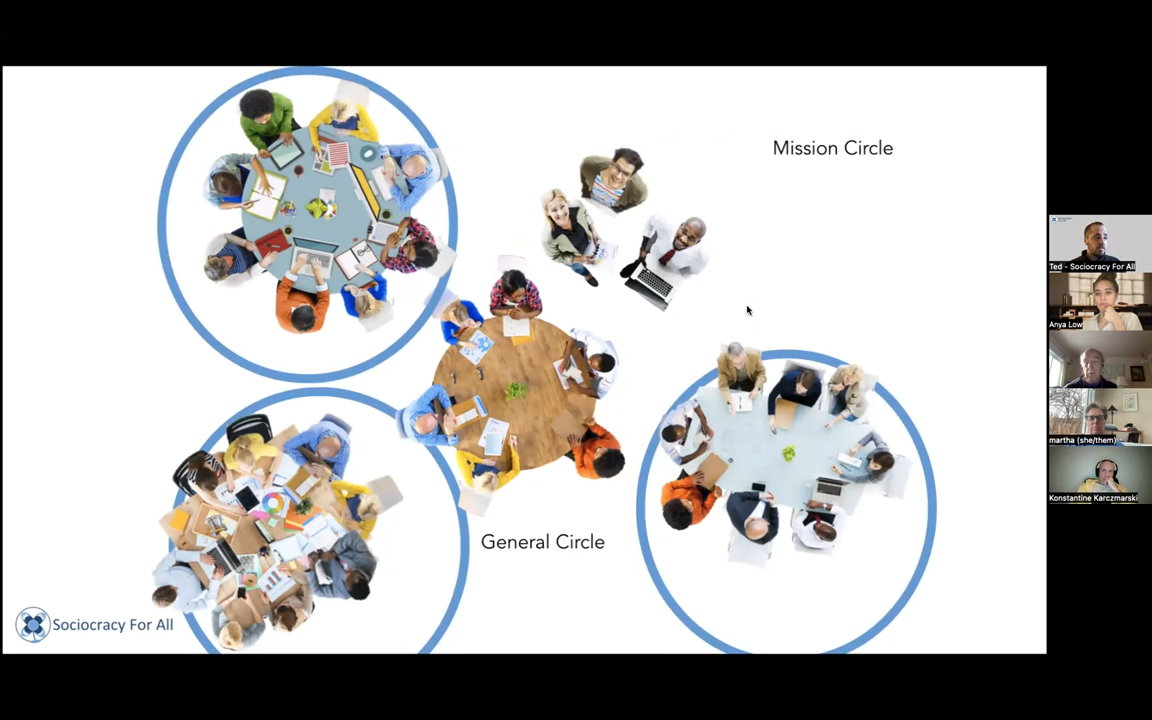 Mission Circle
General Circle
Sociocracy For All
Ted - Sociocracy For All
Anya Low
martha (she/them)
Konstantine Karczmarski